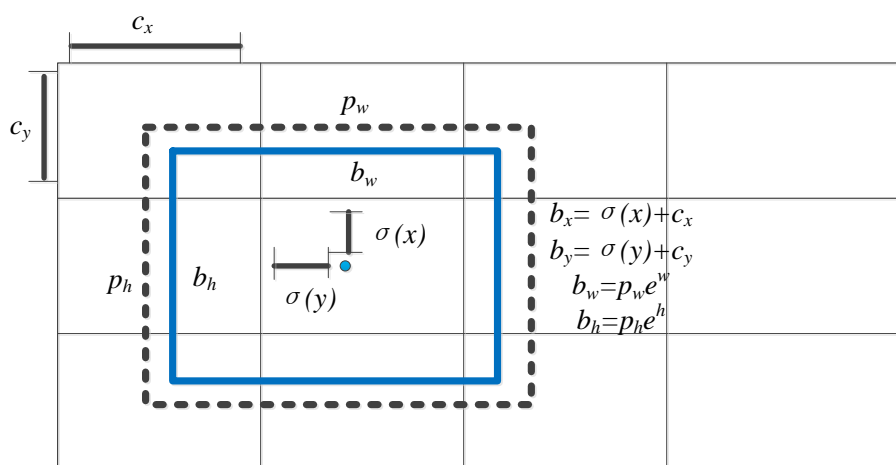 c_x
c_y
p_w
b_w
σ(x)
p_h
b_h
σ(y)
b_x= σ(x)+c_x
b_y= σ(y)+c_y
b_w=p_we^w
b_h=p_he^h